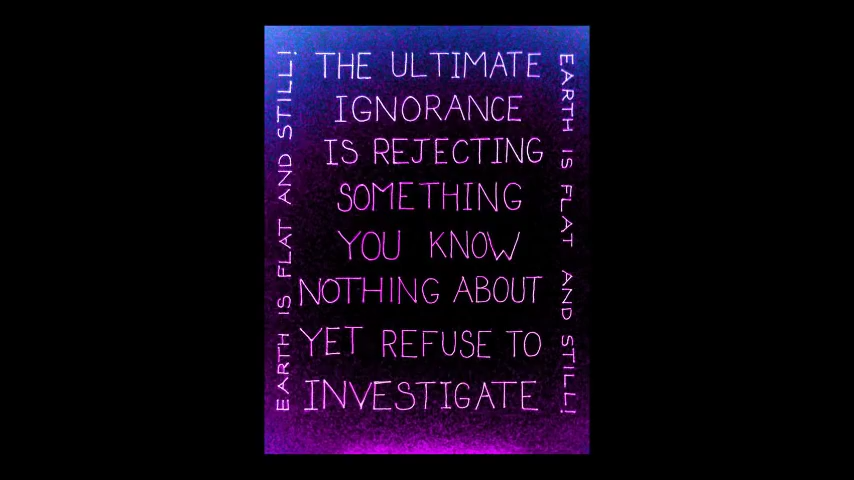 EARTH IS FLAT AND STILL!
THE ULTIMATE
IGNORANCE
IS REJECTING
SOMETHING
YOU KNOW
NOTHING ABOUT
YET REFUSE TO
INVESTIGATE
EARTH IS FLAT AND STILL!